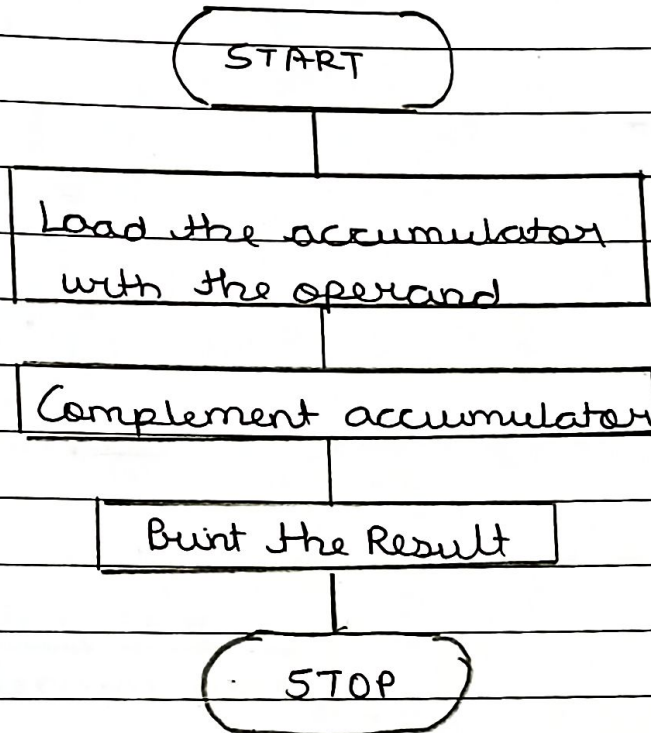 START
Load the accumulator
with the operand
Complement accumulator
Print the Result
STOP